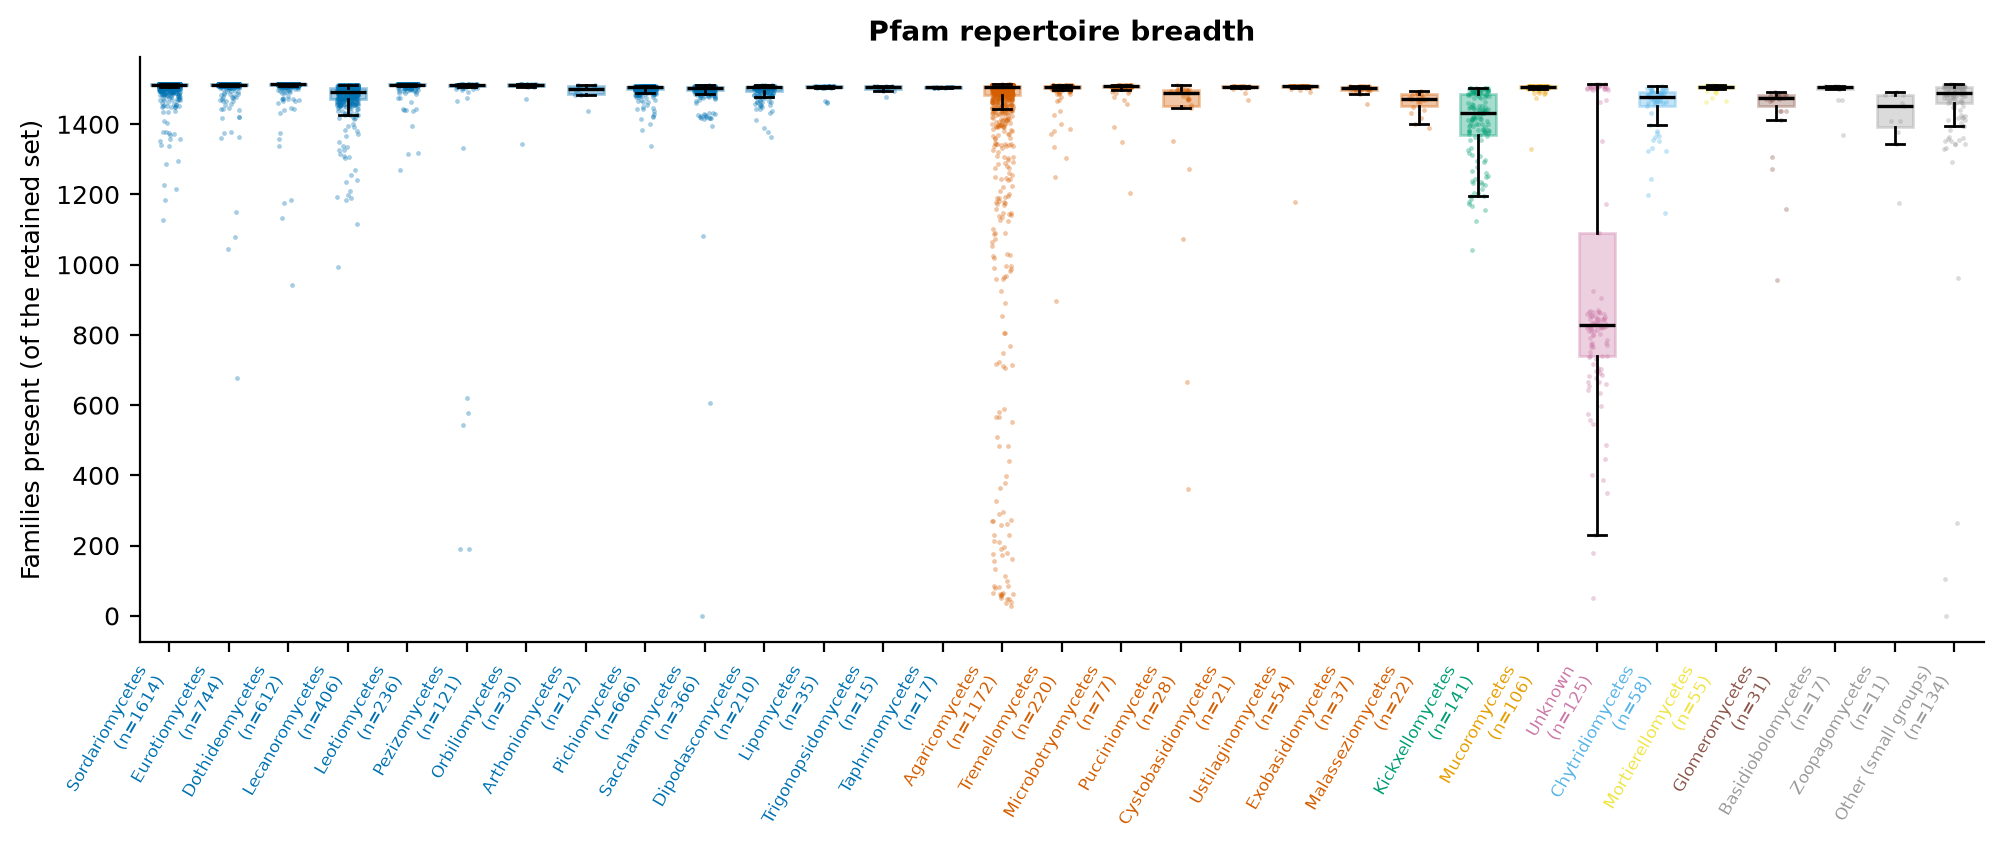 Pfam repertoire breadth
Families present (of the retained set)
1400
1200
1000
800
600
400
200
0
Sordariomycetes
(n=1614)
Eurotiomycetes
(n=744)
Dothideomycetes
(n=612)
Lecanoromycetes
(n=406)
Leotiomycetes
(n=236)
Pezizomycetes
(n=121)
Orbiliomycetes
(n=30)
Arthoniomycetes
(n=12)
Pichiomycetes
(n=666)
Saccharomycetes
(n=366)
Dipodascomycetes
(n=210)
Lipomycetes
(n=35)
Trigonopsidomycetes
(n=15)
Taphrinomycetes
(n=17)
Agaricomycetes
(n=1172)
Tremellomycetes
(n=220)
Microbotryomycetes
(n=77)
Pucciniomycetes
(n=28)
Cystobasidiomycetes
(n=21)
Ustilaginomycetes
(n=54)
Exobasidiomycetes
(n=37)
Malasseziomycetes
(n=22)
Kickxellomycetes
(n=141)
Mucoromycetes
(n=106)
Unknown
(n=125)
Chytridiomycetes
(n=58)
Mortierellomycetes
(n=55)
Glomeromycetes
(n=31)
Basidiobolomycetes
(n=17)
Zoopagomycetes
(n=11)
Other (small groups)
(n=134)